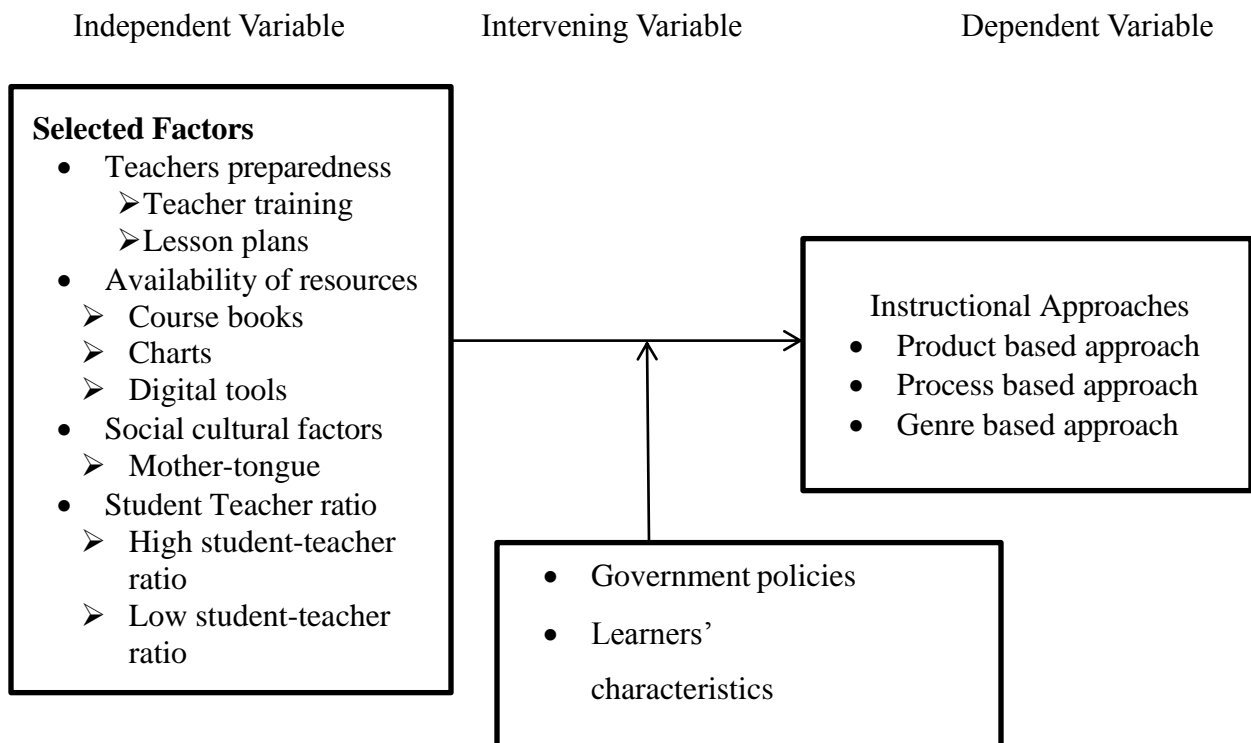 Independent Variable
Intervening Variable
Dependent Variable
Selected Factors
• Teachers preparedness
➢Teacher training
➢Lesson plans
• Availability of resources
➢ Course books
➢ Charts
➢ Digital tools
• Social cultural factors
➢ Mother-tongue
• Student Teacher ratio
➢ High student-teacher
ratio
➢ Low student-teacher
ratio
• Government policies
• Learners’
characteristics
Instructional Approaches
• Product based approach
• Process based approach
• Genre based approach